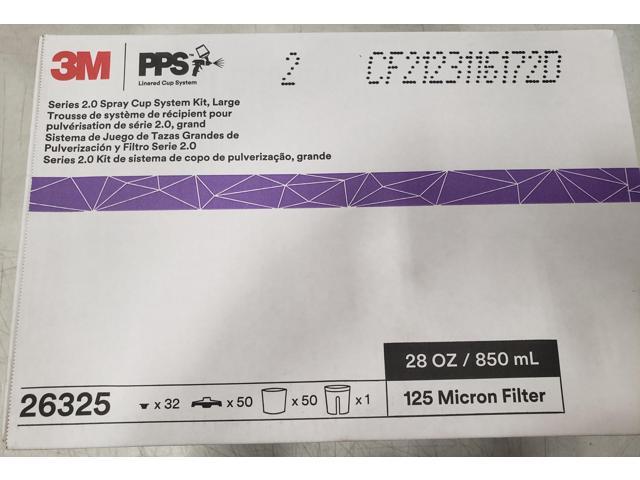 3M
PPS™
Linered Cup System
2
CF21231161720
Series 2.0 Spray Cup System Kit, Large
Trousse de système de récipient pour
pulvérisation de série 2.0, grand
Sistema de Juego de Tazas Grandes de
Pulverización y Filtro Serie 2.0
Series 2.0 Kit de sistema de copo de pulverização, grande
28 OZ / 850 mL
125 Micron Filter
26325
x 32
x 50
x 50
x 1